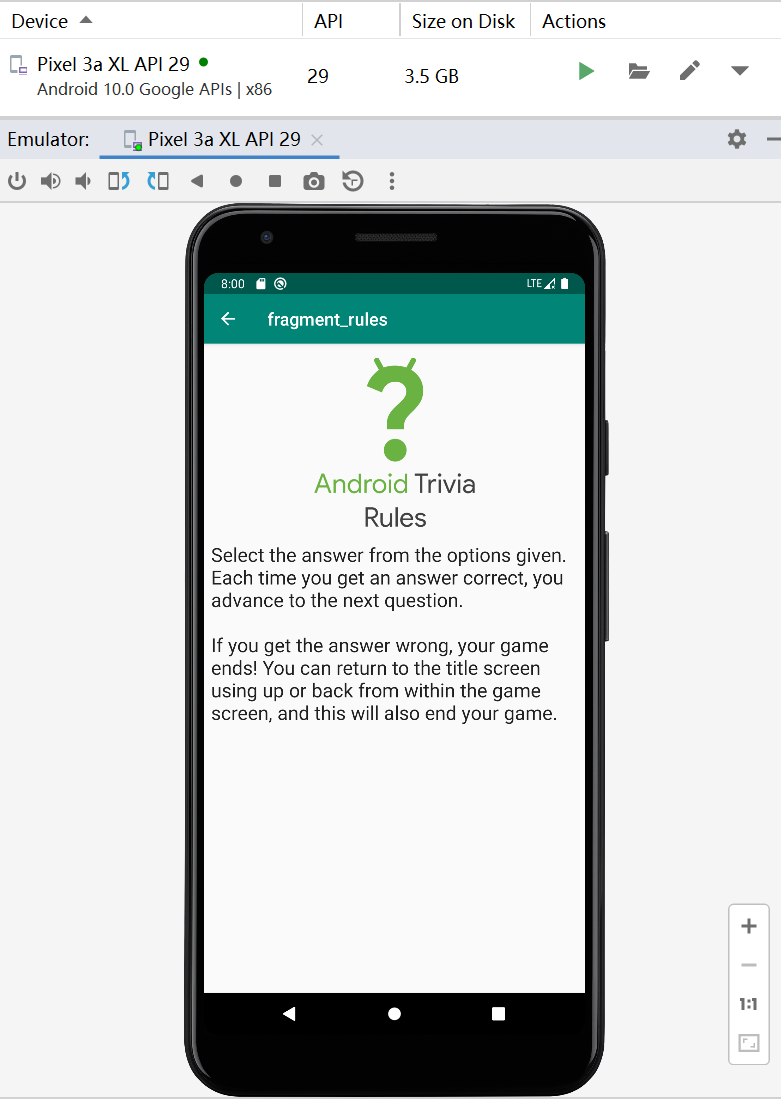 Device API Size on Disk Actions
Pixel 3a XL API 29
Android 10.0 Google APIs | x86
29 3.5 GB
Emulator: Pixel 3a XL API 29
8:00 LTE
fragment_rules
Android Trivia
Rules
Select the answer from the options given.
Each time you get an answer correct, you
advance to the next question.
If you get the answer wrong, your game
ends! You can return to the title screen
using up or back from within the game
screen, and this will also end your game.
1:1